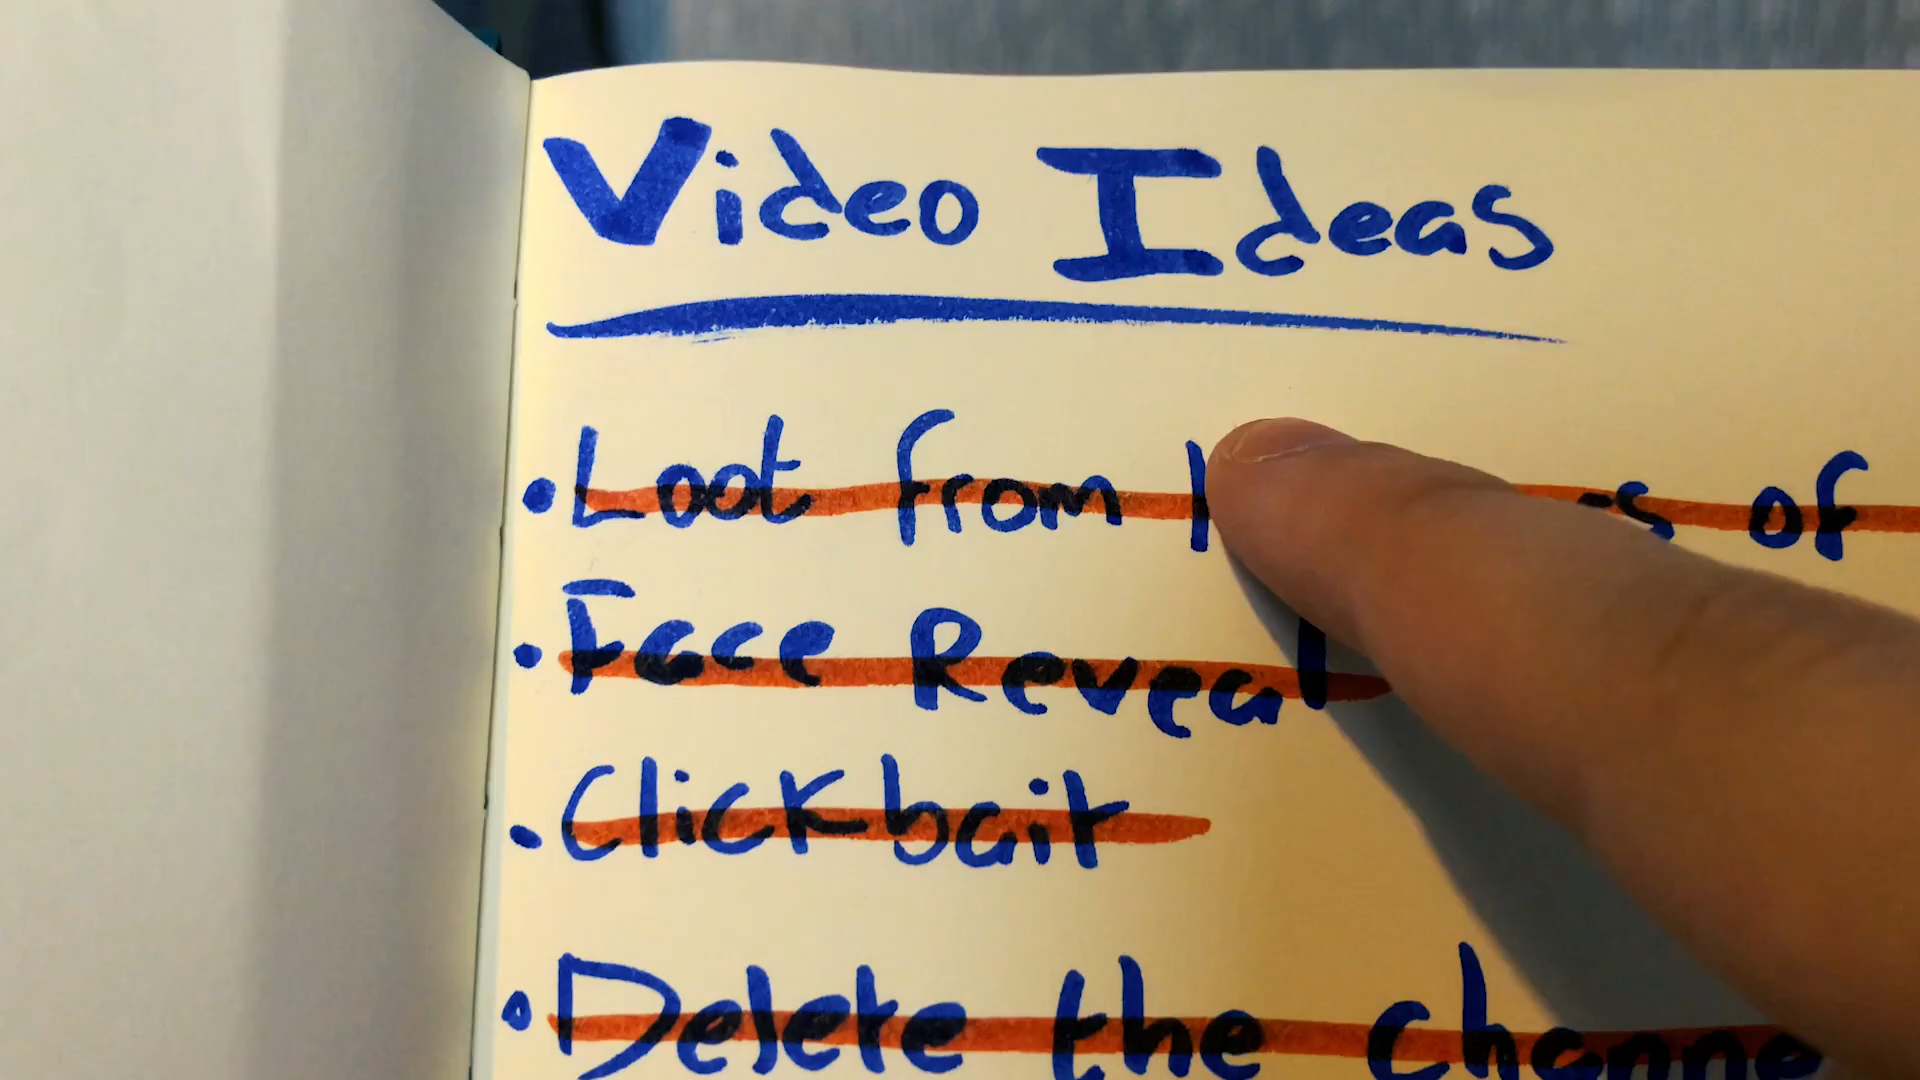 Video Ideas
• Loot from of
• Face Reveal
• Clickbait
• Delete the